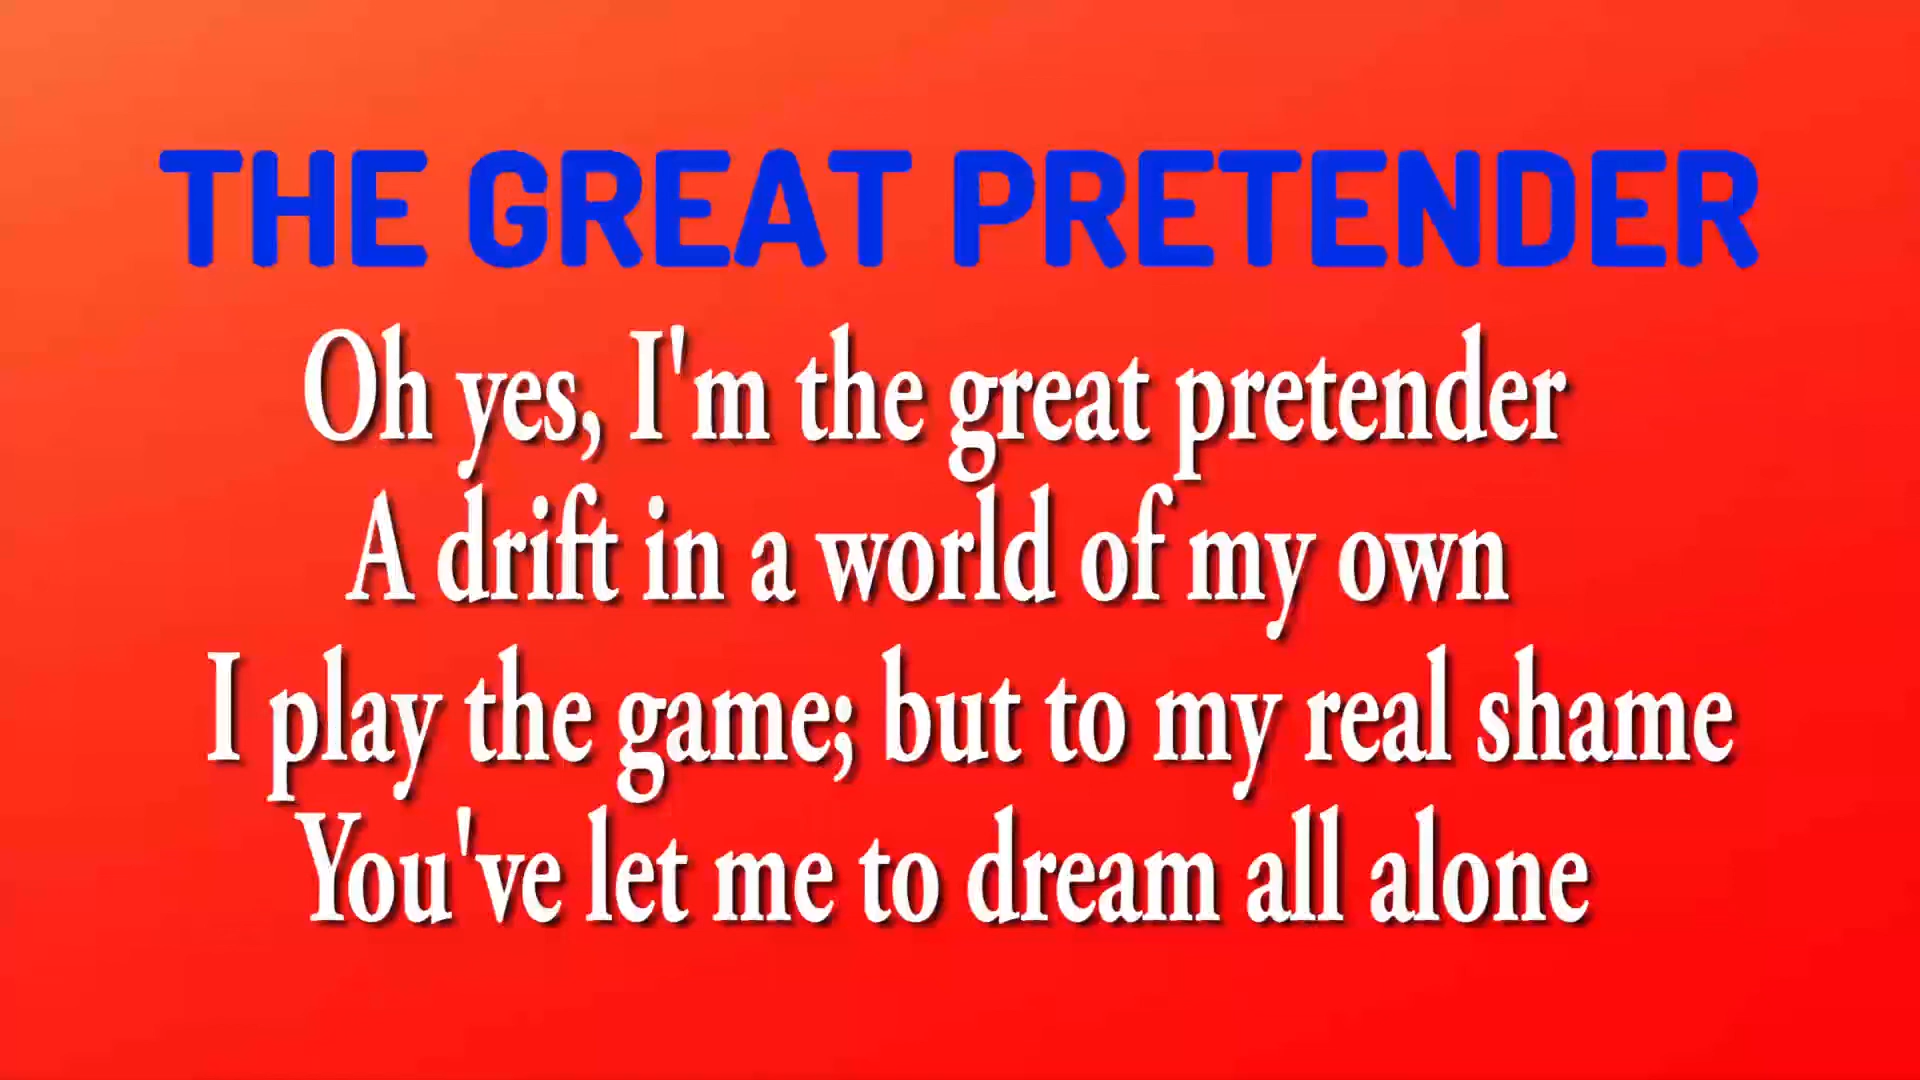 THE GREAT PRETENDER
Oh yes, I'm the great pretender
A drift in a world of my own
I play the game; but to my real shame
You've let me to dream all alone